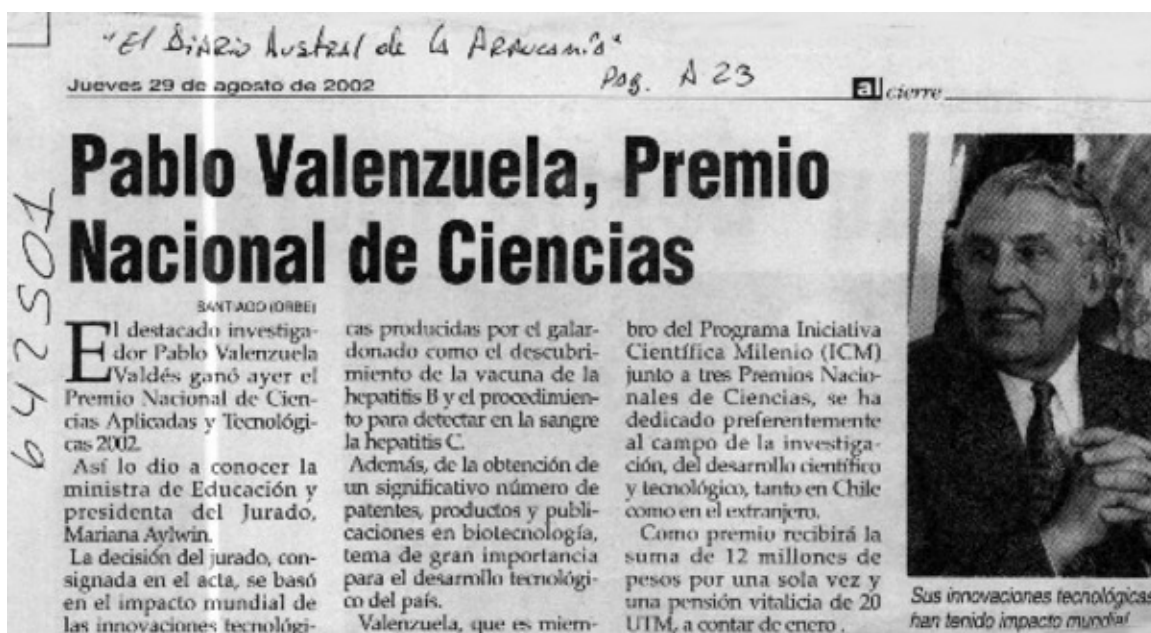 "El Diario Austral de la Araucanía"
Pag. A 23
Jueves 29 de agosto de 2002
a cierre
642501
Pablo Valenzuela, Premio
Nacional de Ciencias
SANTIAGO (ORBE)
El destacado investiga-
dor Pablo Valenzuela
Valdés ganó ayer el
Premio Nacional de Cien-
cias Aplicadas y Tecnológi-
cas 2002.
Así lo dio a conocer la
ministra de Educación y
presidenta del Jurado,
Mariana Aylwin.
La decisión del jurado, con-
signada en el acta, se basó
en el impacto mundial de
las innovaciones tecnológi-
cas producidas por el galar-
donado como el descubri-
miento de la vacuna de la
hepatitis B y el procedimien-
to para detectar en la sangre
la hepatitis C.
Además, de la obtención de
un significativo número de
patentes, productos y publi-
caciones en biotecnología,
tema de gran importancia
para el desarrollo tecnológi-
co del país.
Valenzuela, que es miem-
bro del Programa Iniciativa
Científica Milenio (ICM)
junto a tres Premios Nacio-
nales de Ciencias, se ha
dedicado preferentemente
al campo de la investiga-
ción, del desarrollo científico
y tecnológico, tanto en Chile
como en el extranjero.
Como premio recibirá la
suma de 12 millones de
pesos por una sola vez y
una pensión vitalicia de 20
UTM, a contar de enero.
Sus innovaciones tecnológicas
han tenido impacto mundial